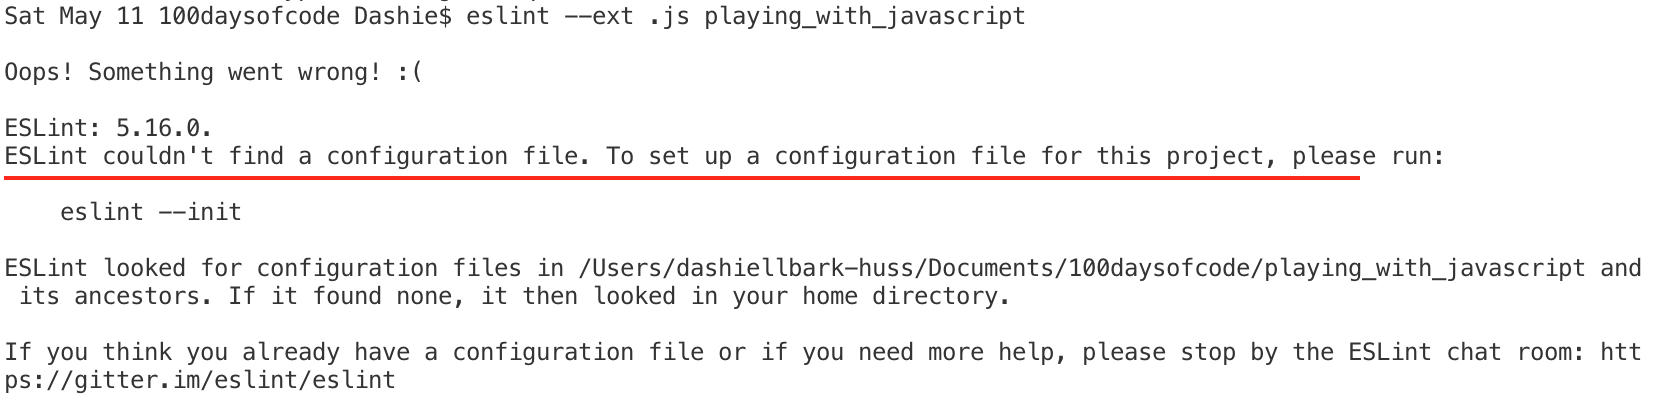 Sat May 11 100daysofcode Dashie$ eslint --ext .js playing_with_javascript
Oops! Something went wrong! :(
ESLint: 5.16.0.
ESLint couldn't find a configuration file. To set up a configuration file for this project, please run:
eslint --init
ESLint looked for configuration files in /Users/dashiellbark-huss/Documents/100daysofcode/playing_with_javascript and
its ancestors. If it found none, it then looked in your home directory.
If you think you already have a configuration file or if you need more help, please stop by the ESLint chat room: htt
ps://gitter.im/eslint/eslint